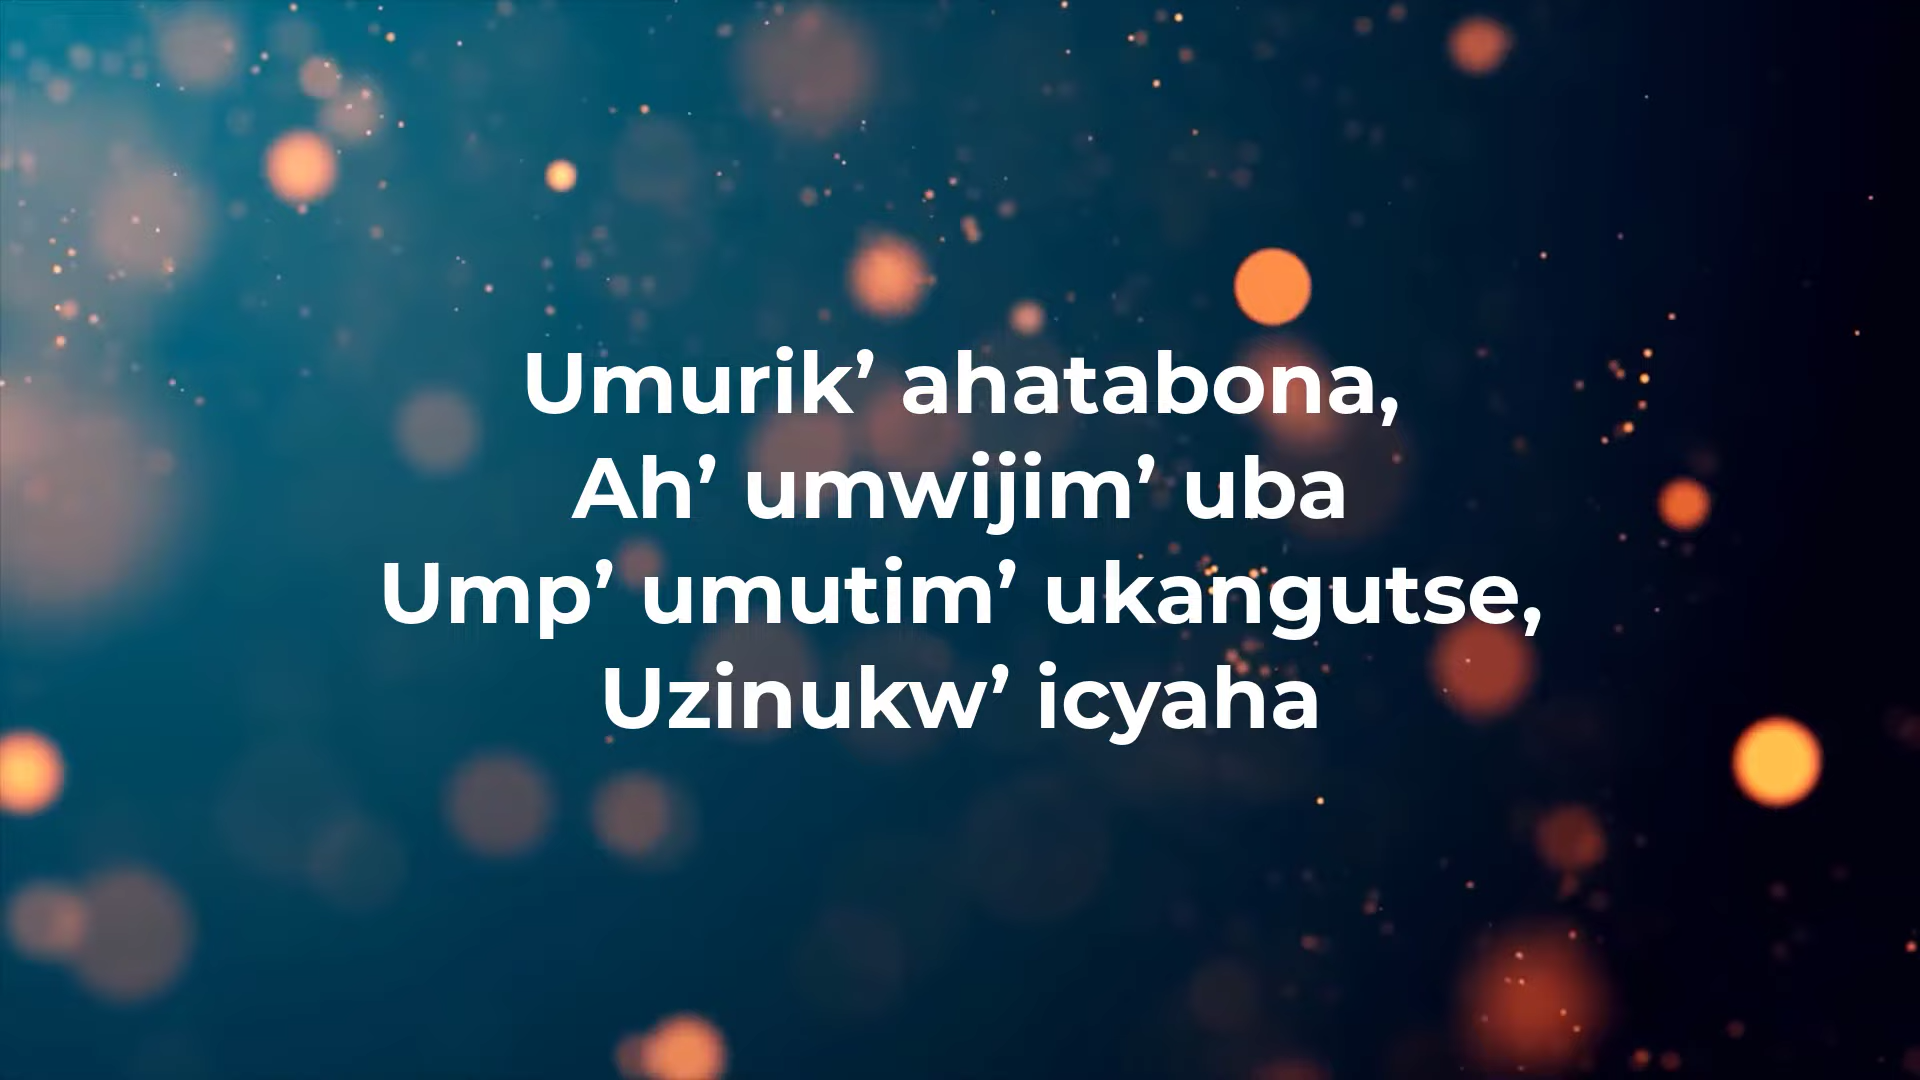 Umurik’ ahatabona,
Ah’ umwijim’ uba
Ump’ umutim’ ukangutse,
Uzinukw’ icyaha